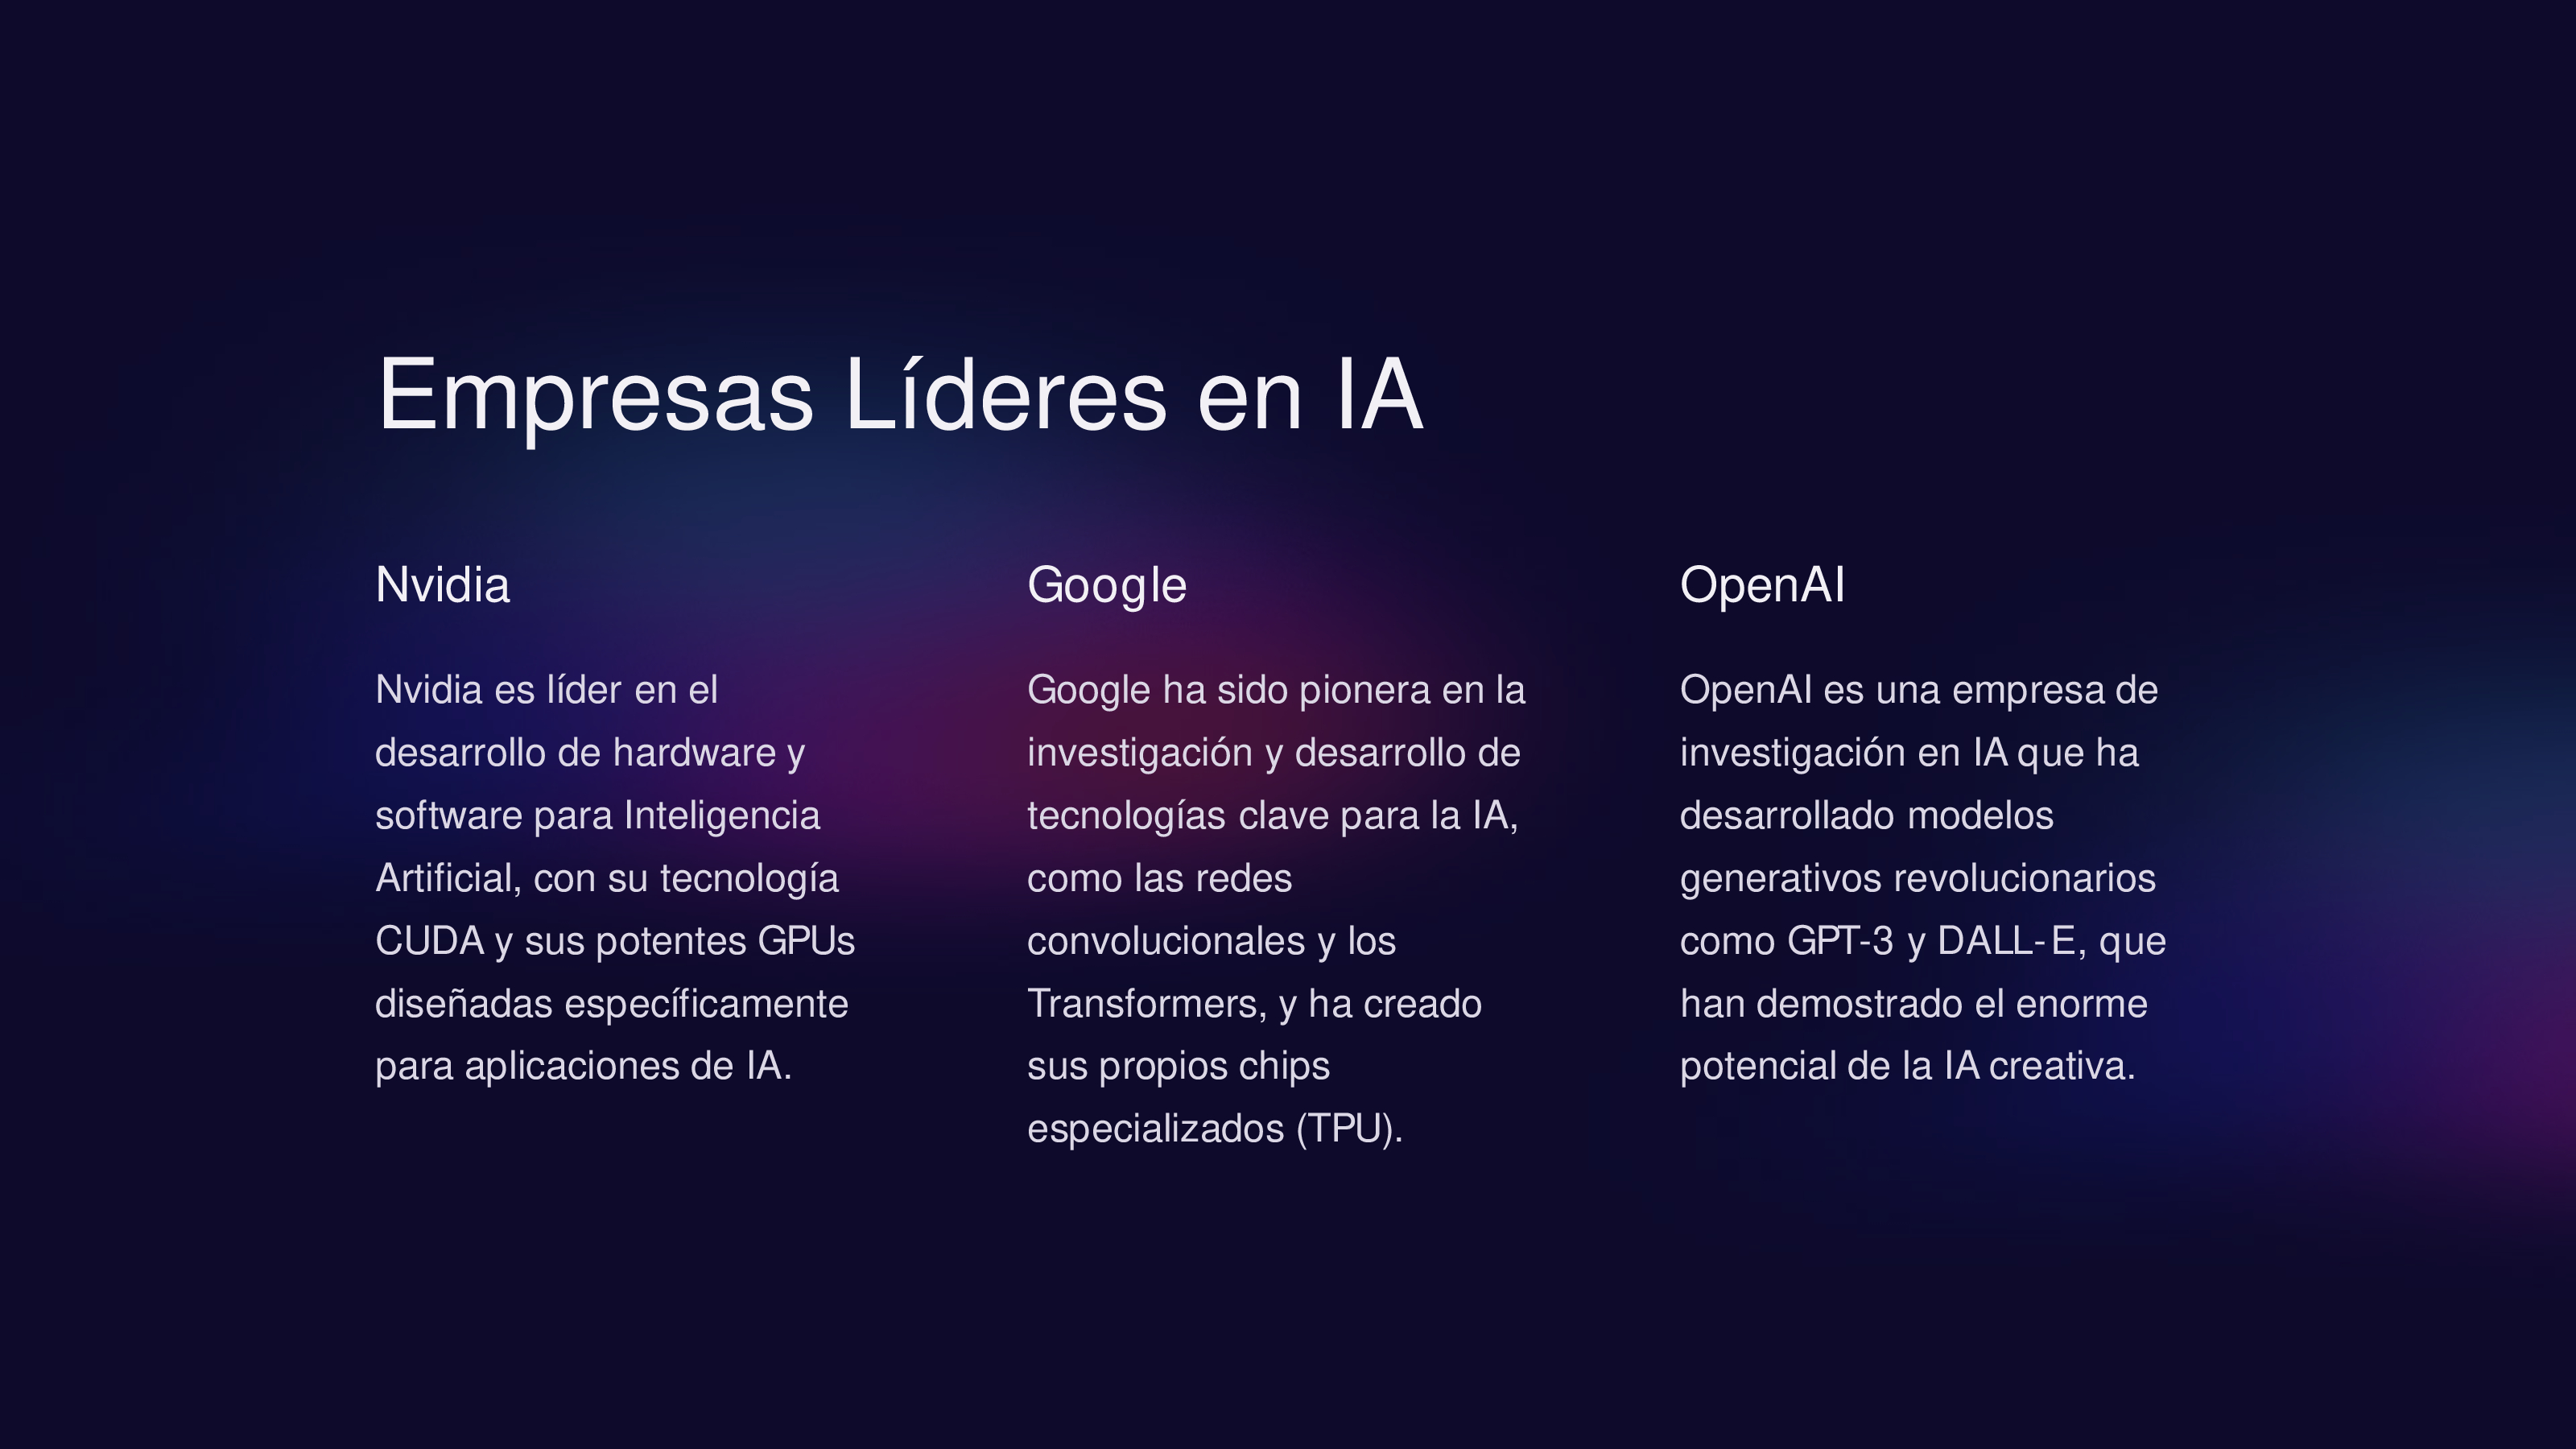 Empresas Líderes en IA
Nvidia
Nvidia es líder en el
desarrollo de hardware y
software para Inteligencia
Artificial, con su tecnología
CUDA y sus potentes GPUs
diseñadas específicamente
para aplicaciones de IA.
Google
Google ha sido pionera en la
investigación y desarrollo de
tecnologías clave para la IA,
como las redes
convolucionales y los
Transformers, y ha creado
sus propios chips
especializados (TPU).
OpenAI
OpenAI es una empresa de
investigación en IA que ha
desarrollado modelos
generativos revolucionarios
como GPT-3 y DALL-E, que
han demostrado el enorme
potencial de la IA creativa.